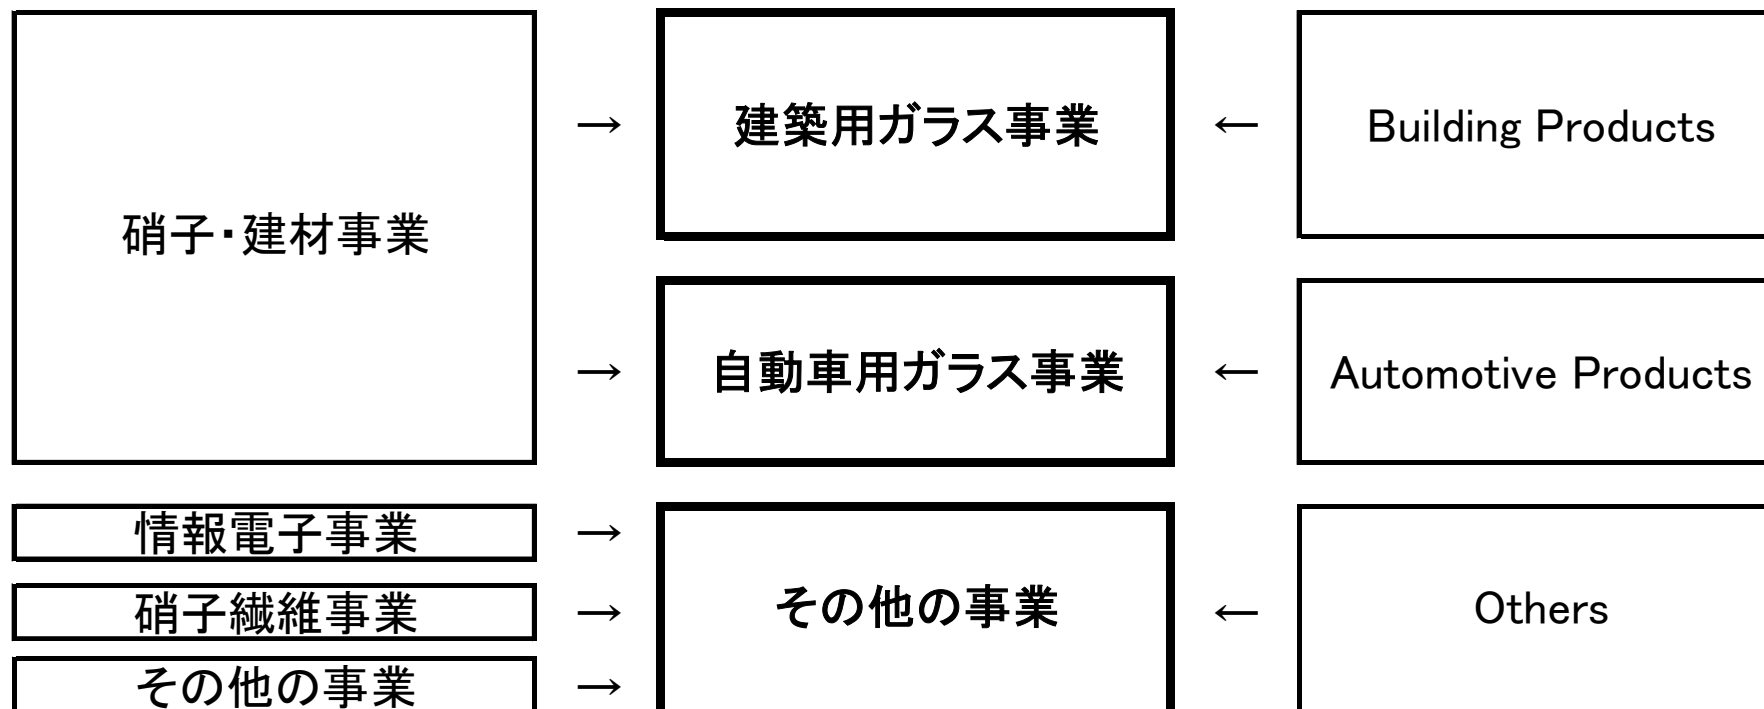 硝子・建材事業
→
建築用ガラス事業
←
Building Products
→
自動車用ガラス事業
←
Automotive Products
情報電子事業
→
硝子繊維事業
→
その他の事業
→
その他の事業
←
Others